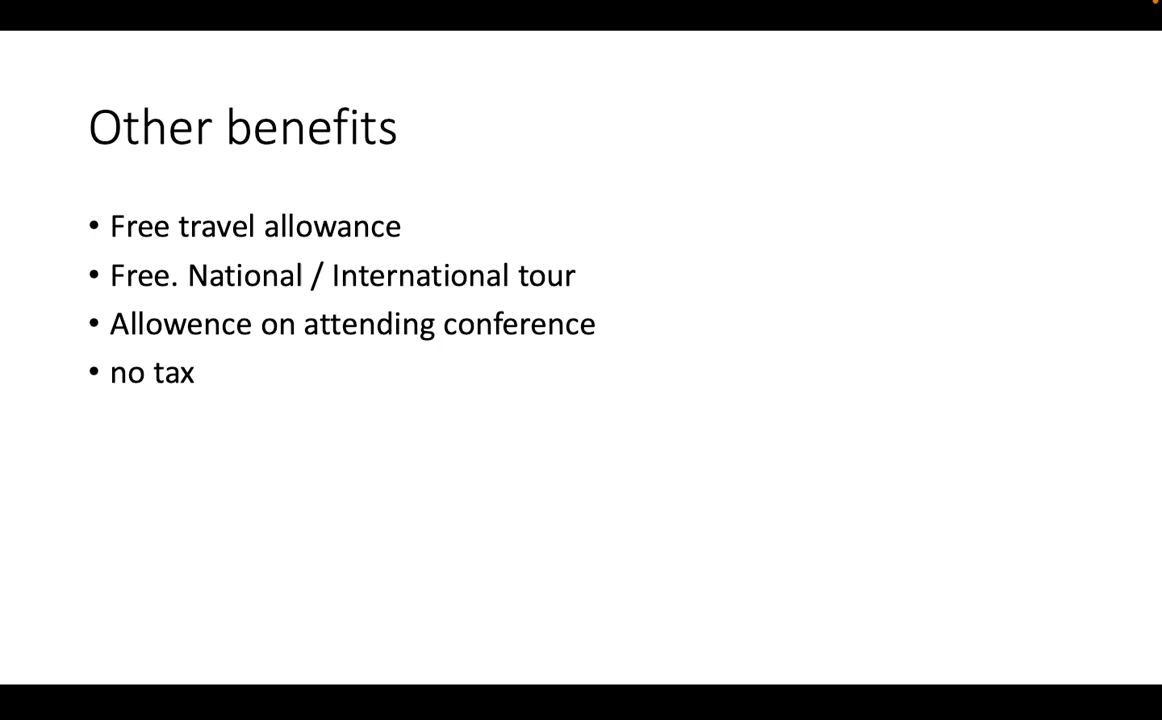 Other benefits
• Free travel allowance
• Free. National / International tour
• Allowence on attending conference
• no tax